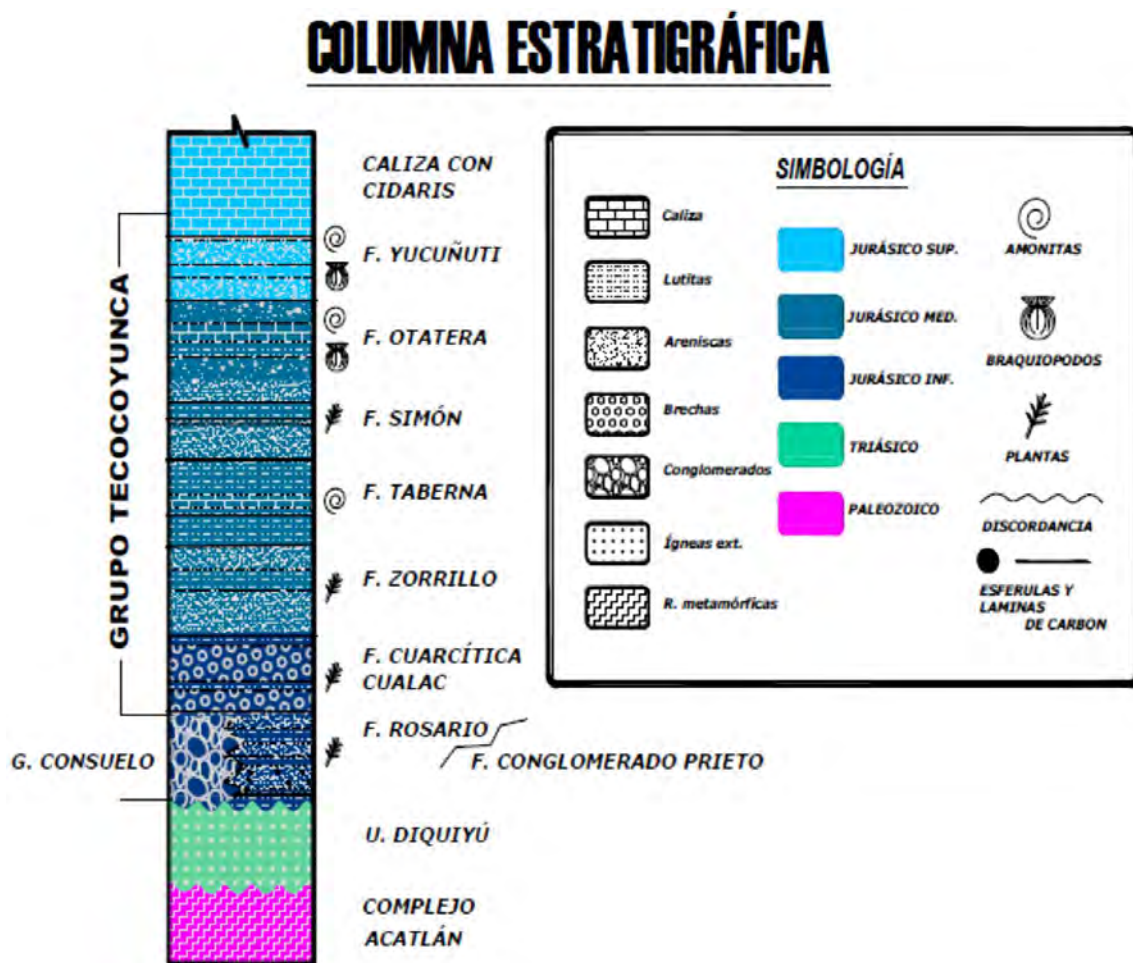 COLUMNA ESTRATIGRÁFICA
CALIZA CON
CIDARIS
F. YUCUÑUTI
F. OTATERA
F. SIMÓN
F. TABERNA
F. ZORRILLO
F. CUARCÍTICA
CUALAC
F. ROSARIO
F. CONGLOMERADO PRIETO
U. DIQUIYÚ
COMPLEJO
ACATLÁN
GRUPO TECOCOYUNCA
G. CONSUELO
SIMBOLOGÍA
Caliza
Lutitas
Areniscas
Brechas
Conglomerados
Ígneas ext.
R. metamórficas
JURÁSICO SUP.
JURÁSICO MED.
JURÁSICO INF.
TRIÁSICO
PALEOZOICO
AMONITAS
BRAQUIOPODOS
PLANTAS
DISCORDANCIA
ESFERULAS Y
LAMINAS
DE CARBON